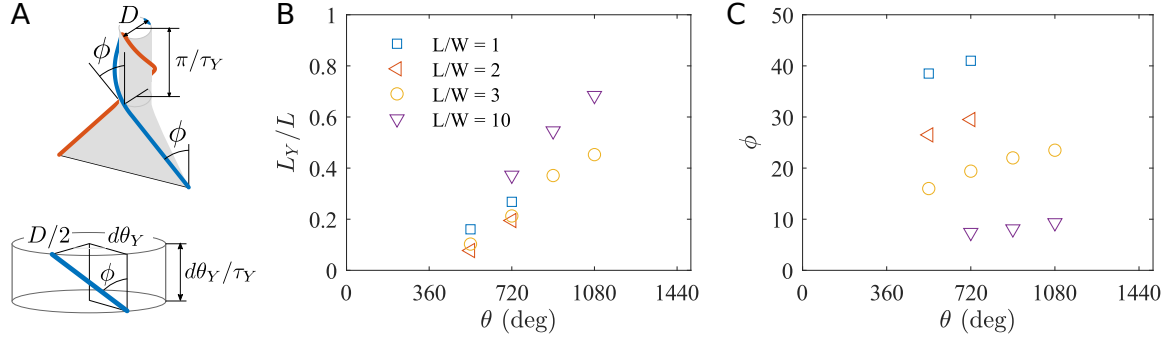 A
D
ϕ
π/τ_Y
ϕ
D/2
dθ_Y
ϕ
dθ_Y/τ_Y
B
1
0.8
0.6
0.4
0.2
0
L_Y/L
L/W = 1
L/W = 2
L/W = 3
L/W = 10
0 360 720 1080 1440
θ (deg)
C
50
40
30
20
10
0
ϕ
0 360 720 1080 1440
θ (deg)